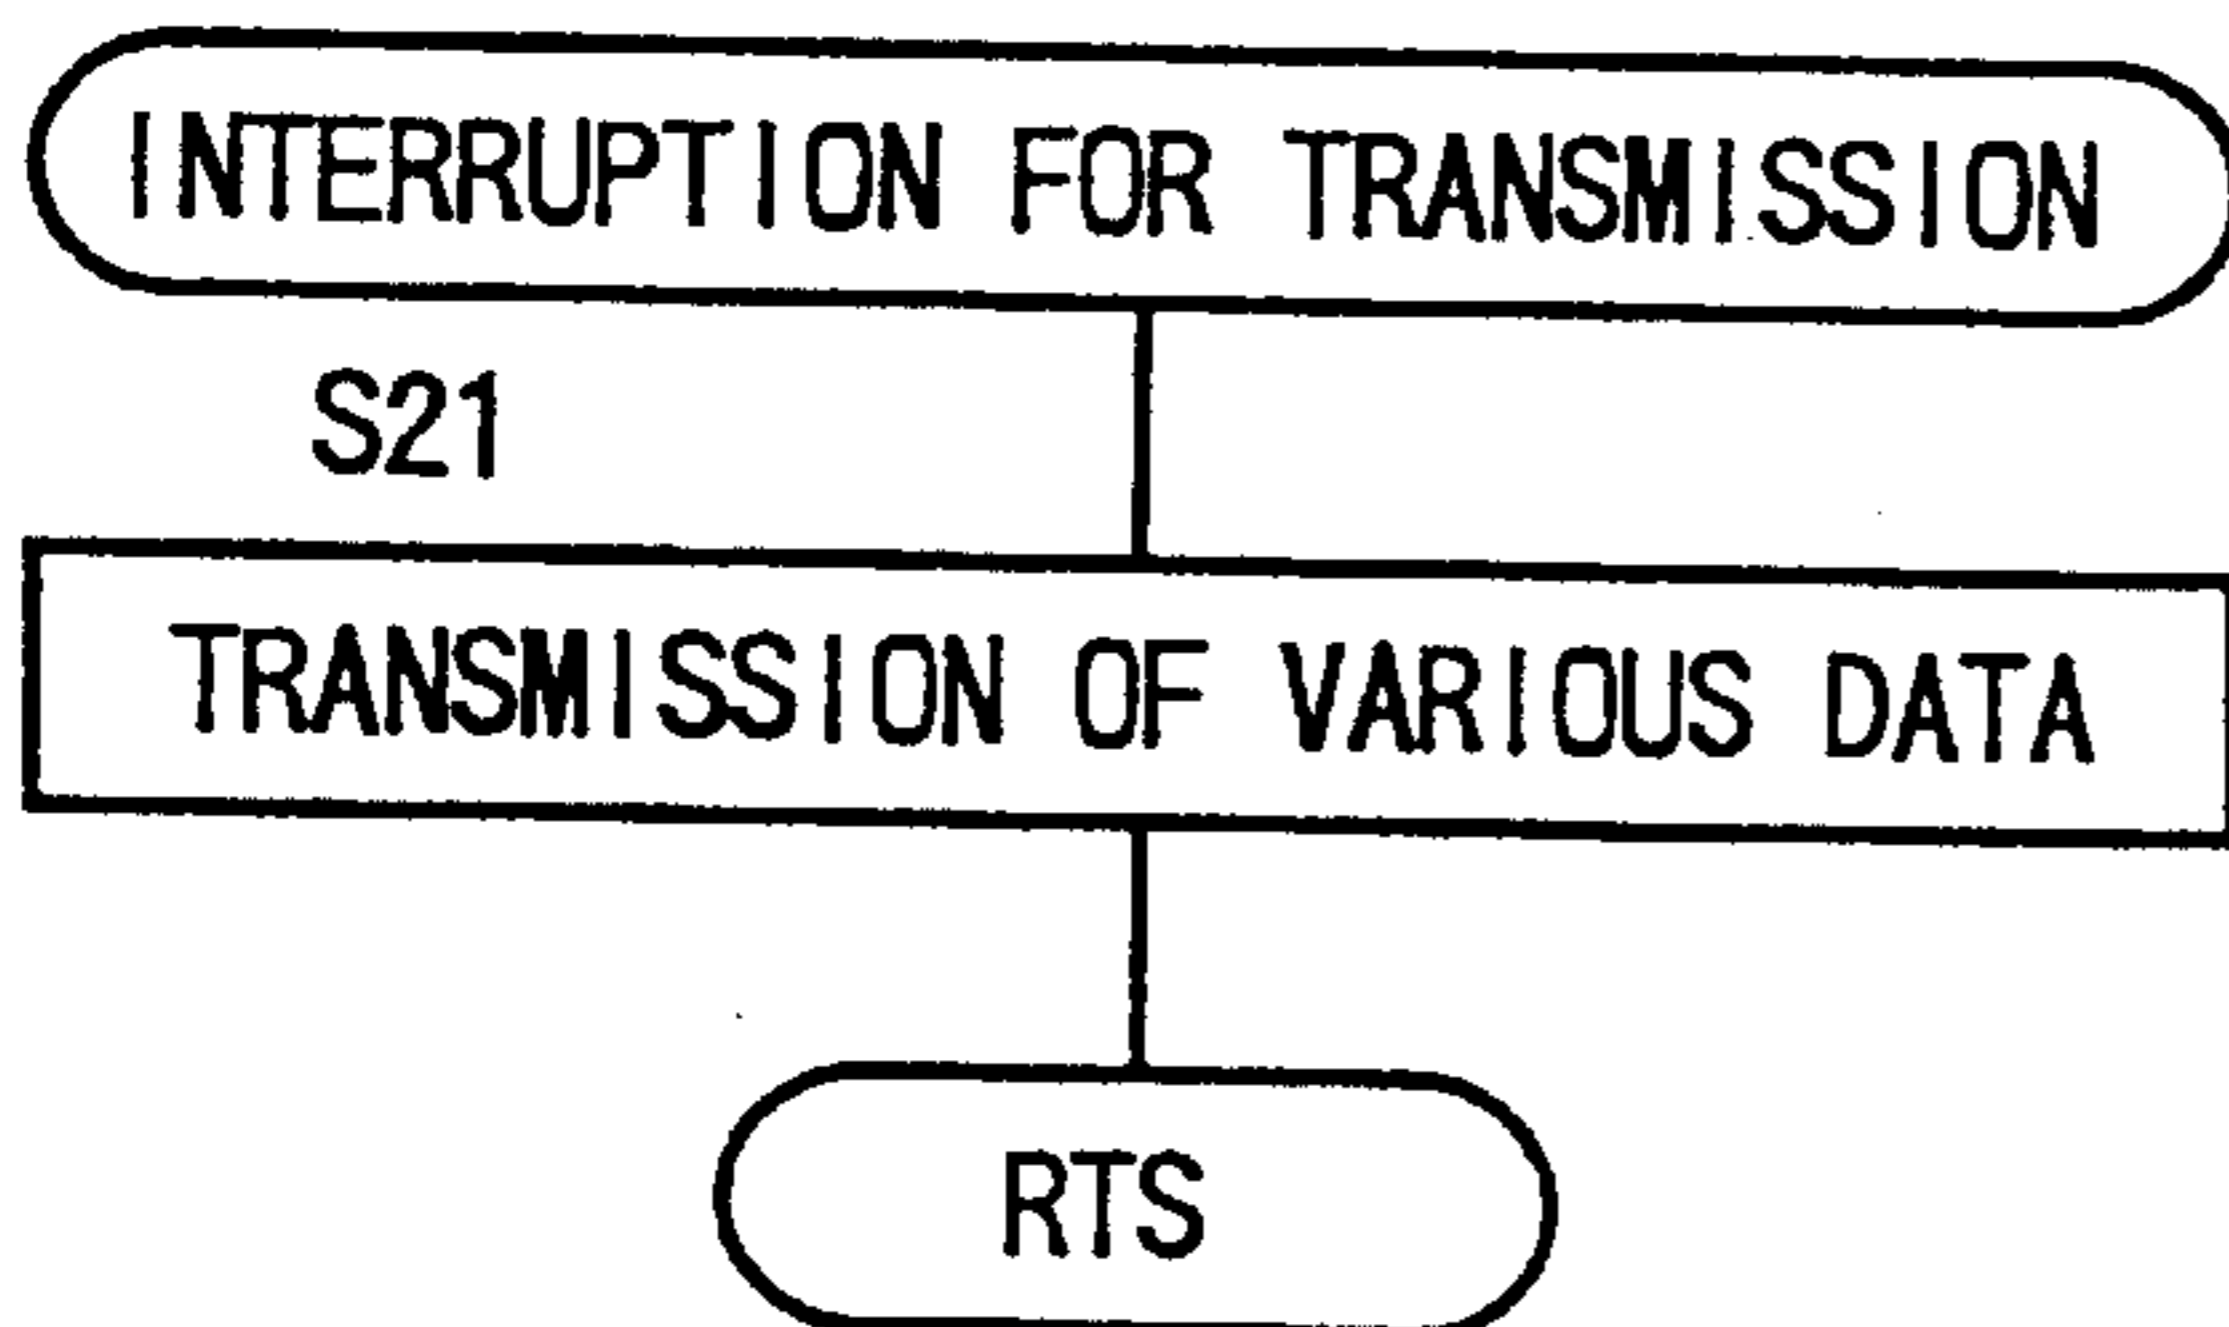 INTERRUPTION FOR TRANSMISSION
S21
TRANSMISSION OF VARIOUS DATA
RTS